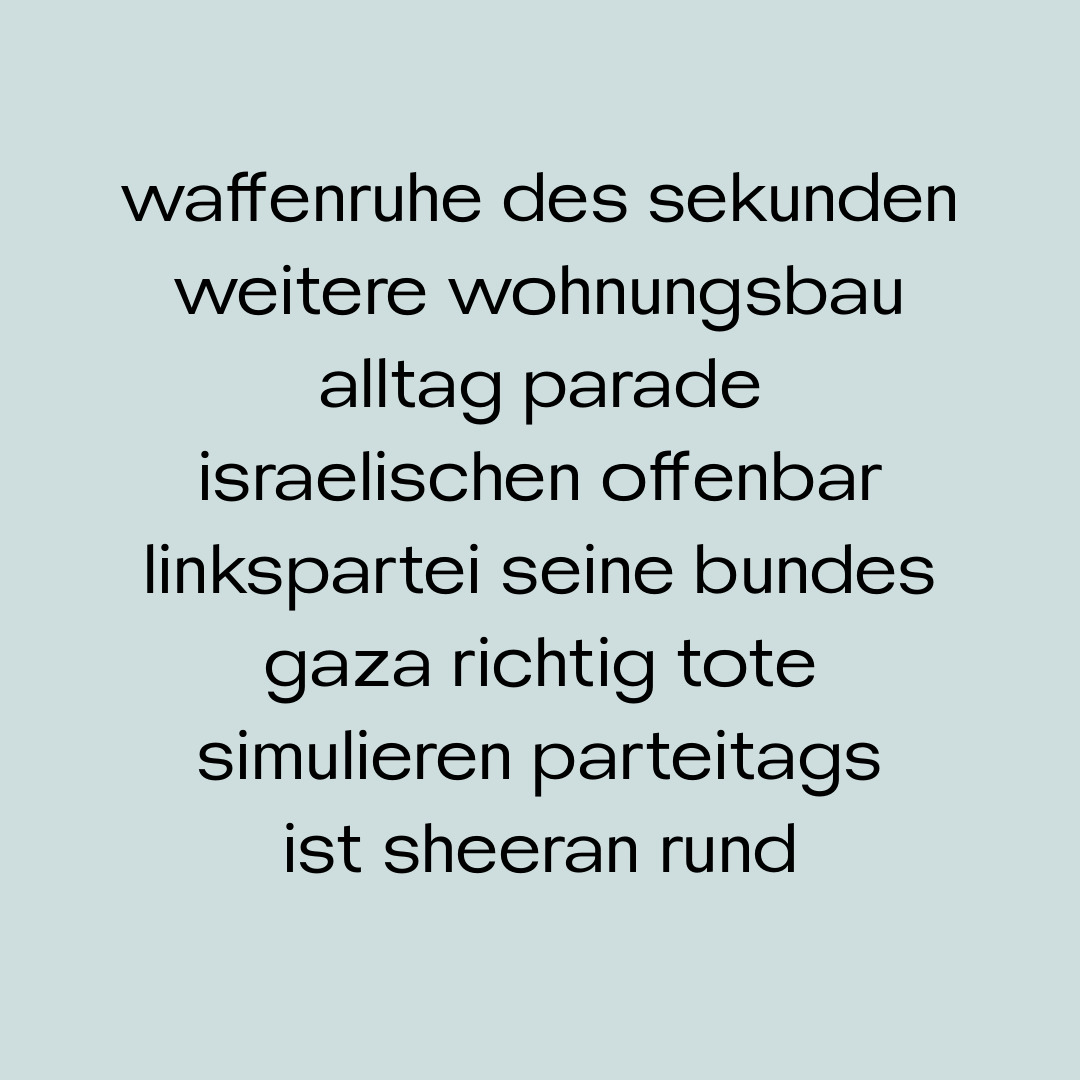 waffenruhe des sekunden
weitere wohnungsbau
alltag parade
israelischen offenbar
linkspartei seine bundes
gaza richtig tote
simulieren parteitags
ist sheeran rund